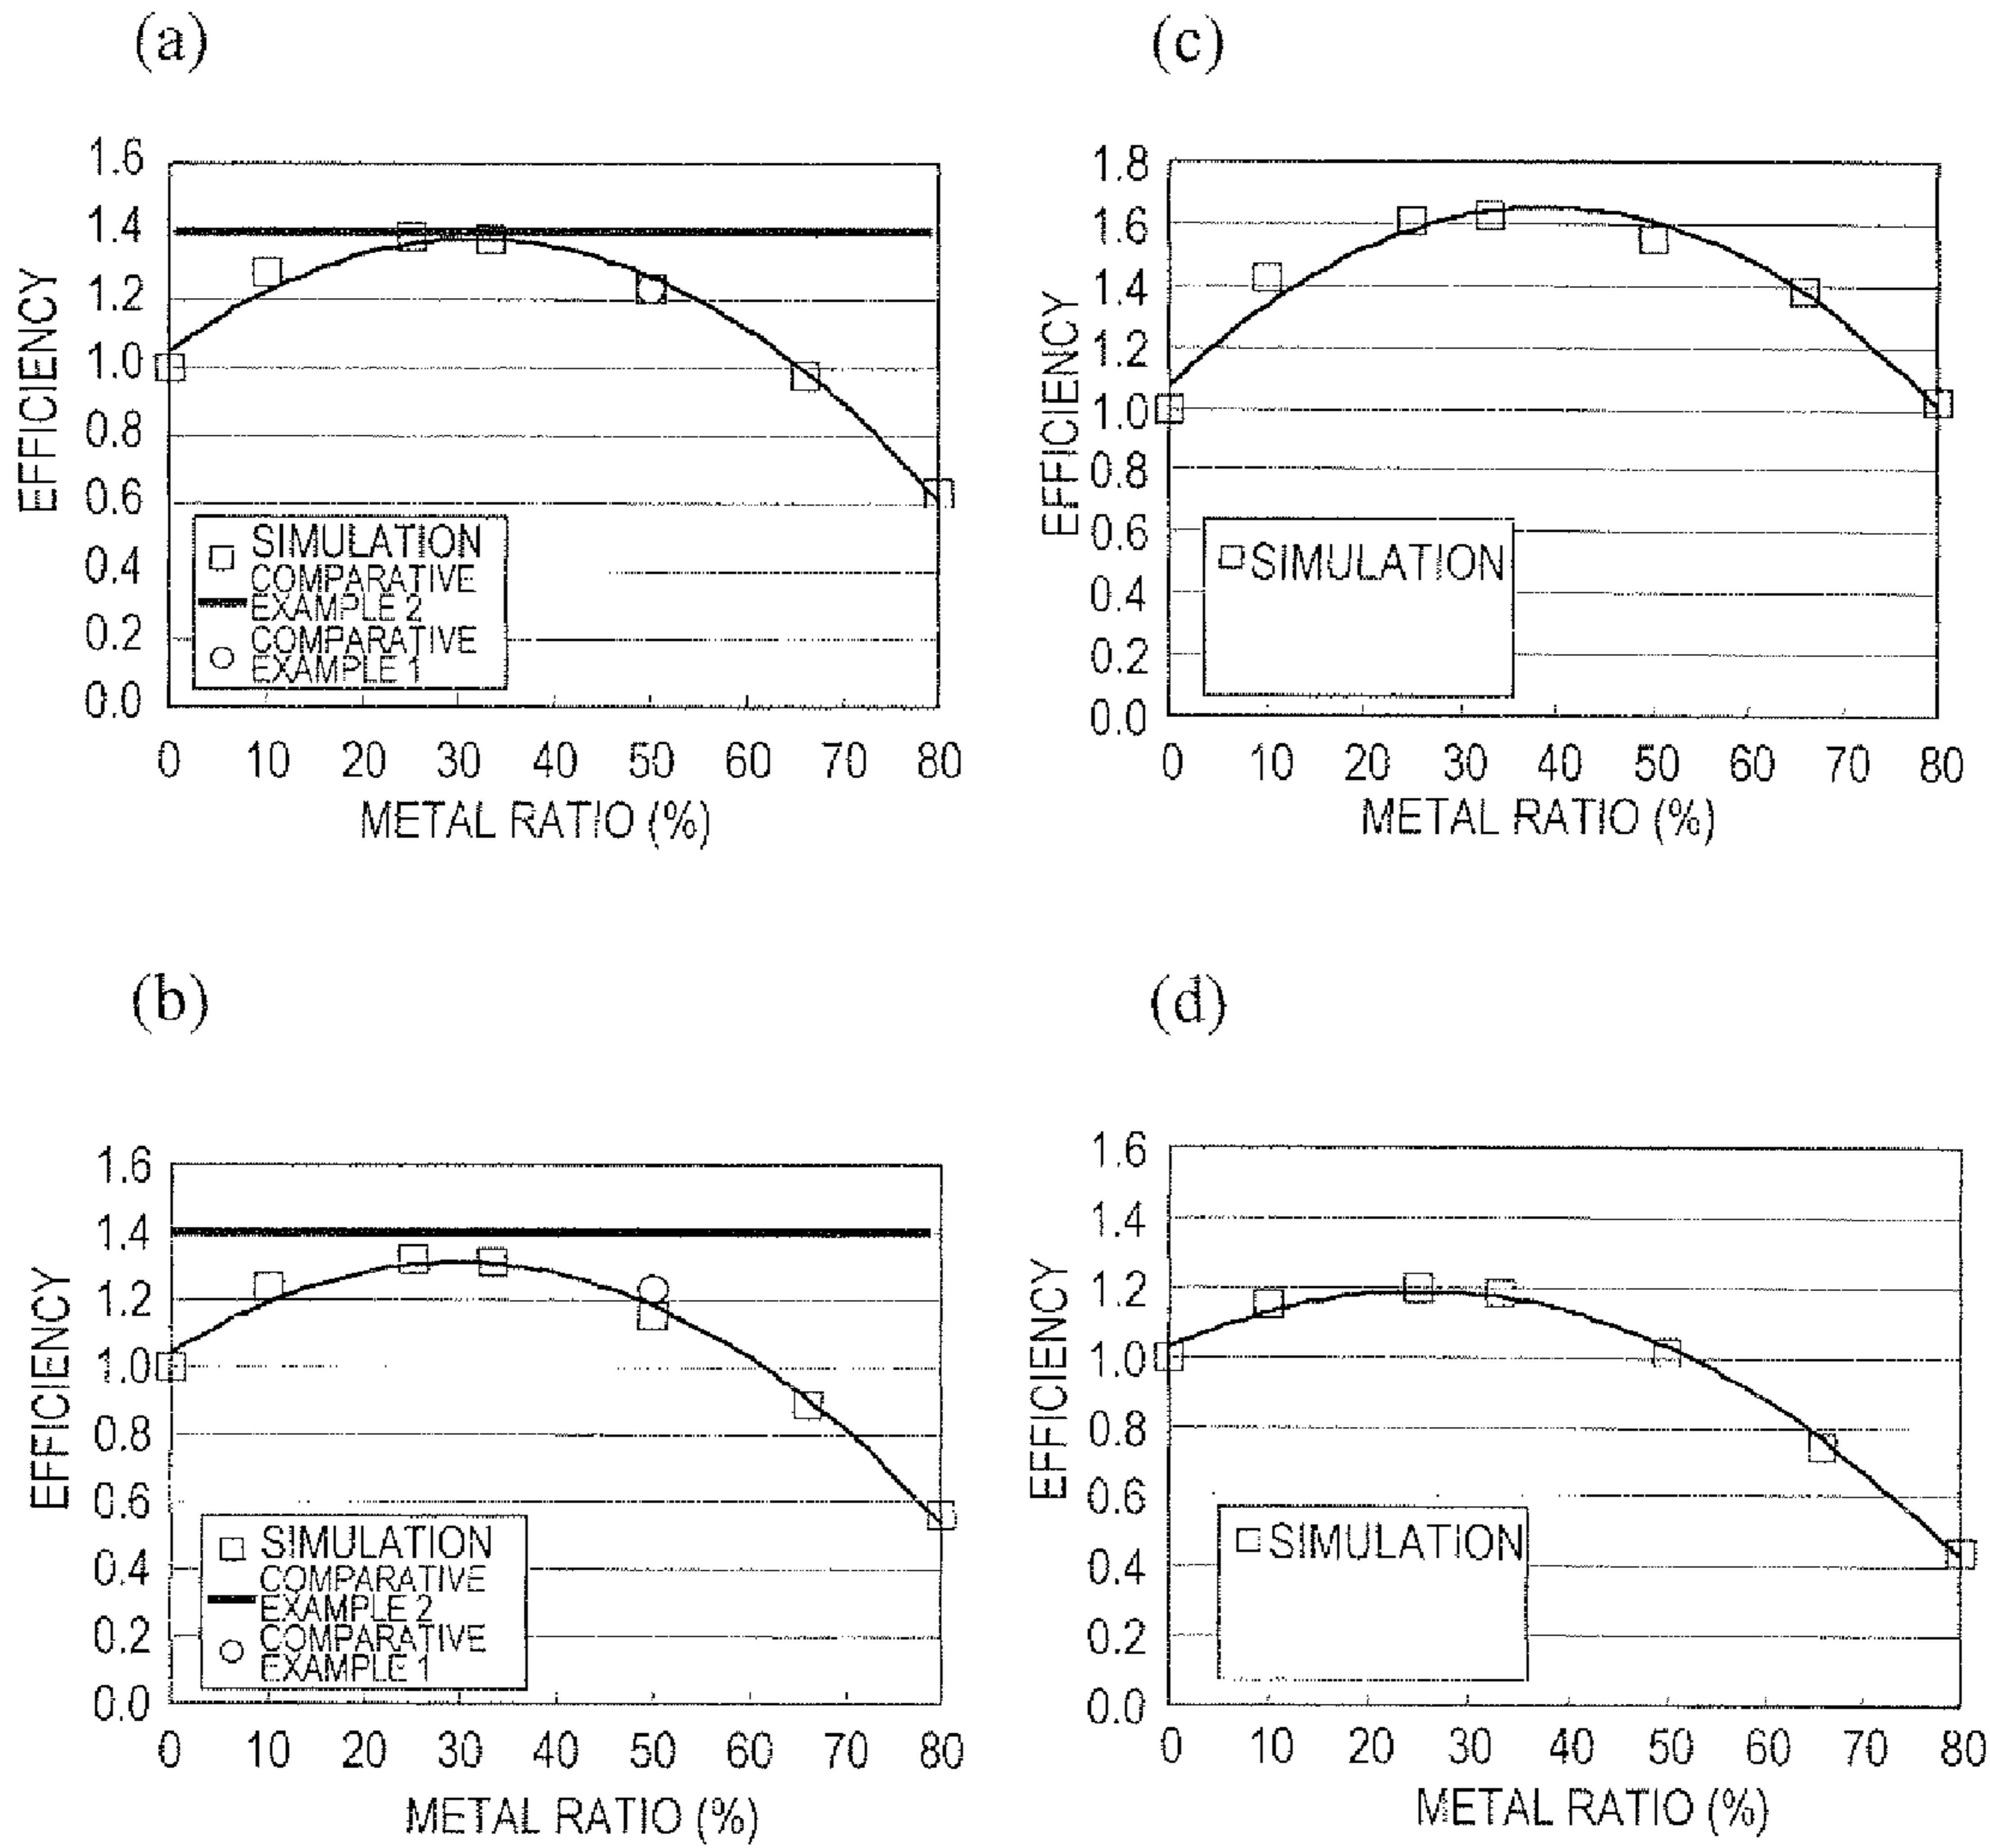 (a)
EFFICIENCY
1.6
1.4
1.2
1.0
0.8
0.6
0.4
0.2
0.0
SIMULATION
COMPARATIVE
EXAMPLE 2
COMPARATIVE
EXAMPLE 1
0 10 20 30 40 50 60 70 80
METAL RATIO (%)
(c)
EFFICIENCY
1.8
1.6
1.4
1.2
1.0
0.8
0.6
0.4
0.2
0.0
SIMULATION
0 10 20 30 40 50 60 70 80
METAL RATIO (%)
(b)
EFFICIENCY
1.6
1.4
1.2
1.0
0.8
0.6
0.4
0.2
0.0
SIMULATION
COMPARATIVE
EXAMPLE 2
COMPARATIVE
EXAMPLE 1
0 10 20 30 40 50 60 70 80
METAL RATIO (%)
(d)
EFFICIENCY
1.6
1.4
1.2
1.0
0.8
0.6
0.4
0.2
0.0
SIMULATION
0 10 20 30 40 50 60 70 80
METAL RATIO (%)